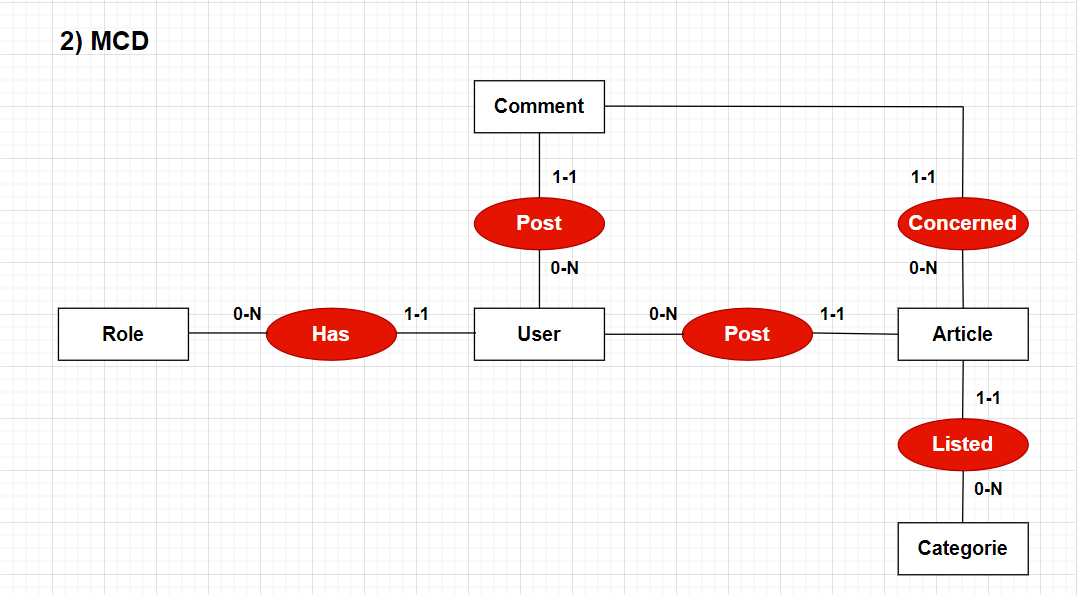 2) MCD
Comment
1-1
1-1
Post
Concerned
0-N
0-N
0-N
1-1
0-N
1-1
Role
Has
User
Post
Article
1-1
Listed
0-N
Categorie